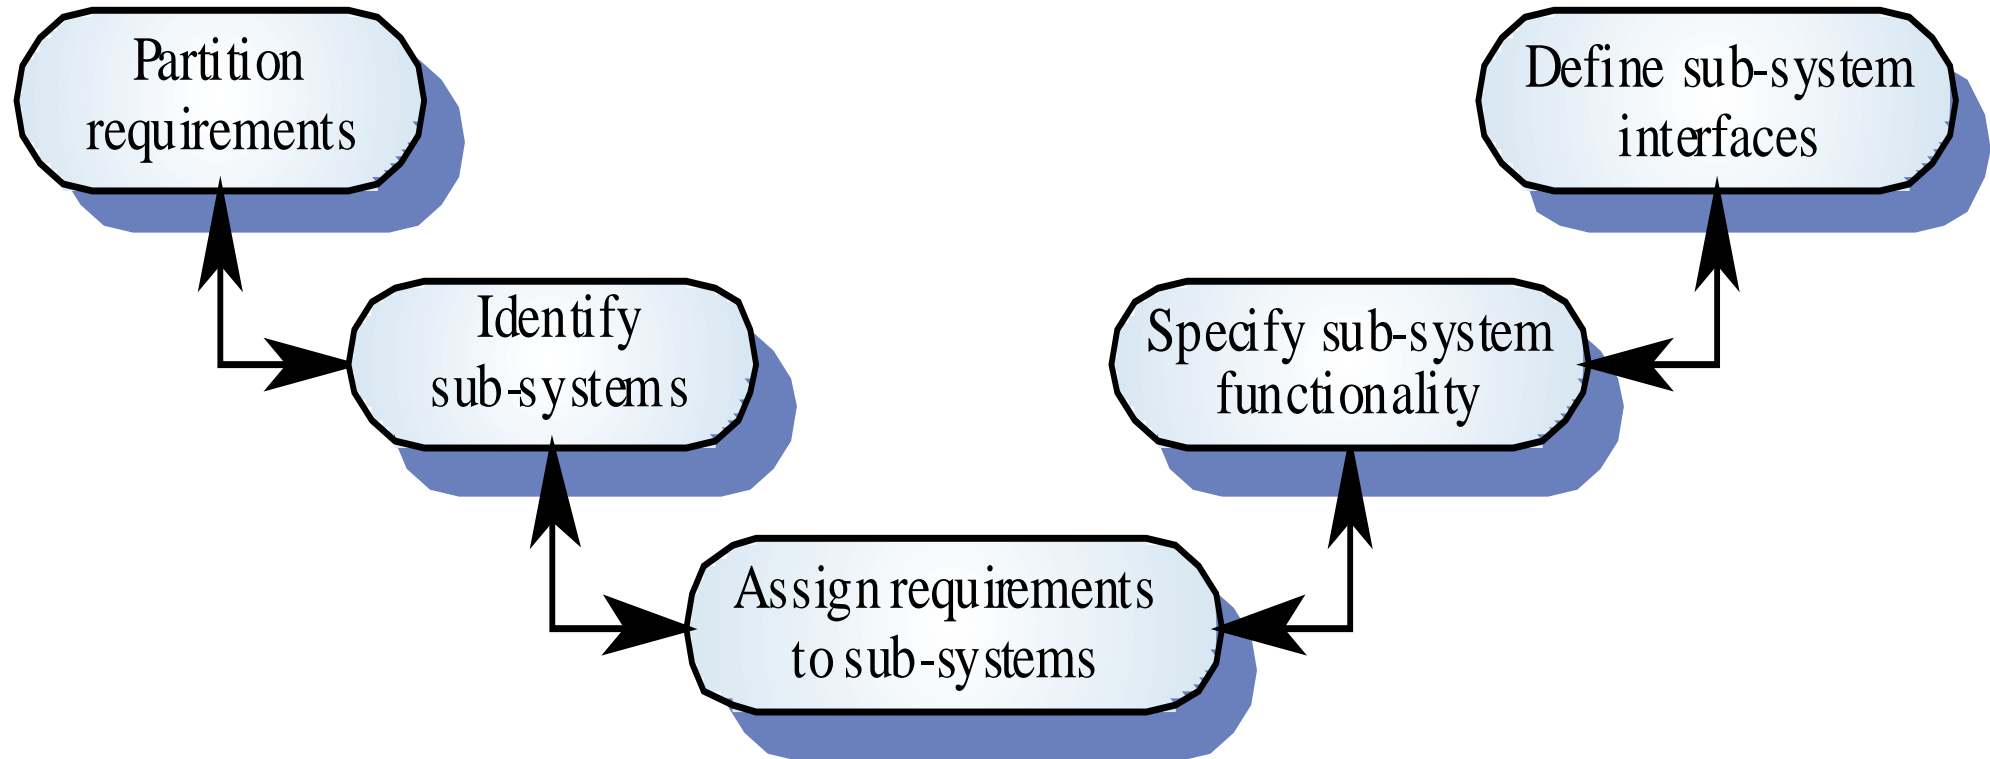 Partition
requirements
Identify
sub-systems
Assign requirements
to sub-systems
Specify sub-system
functionality
Define sub-system
interfaces